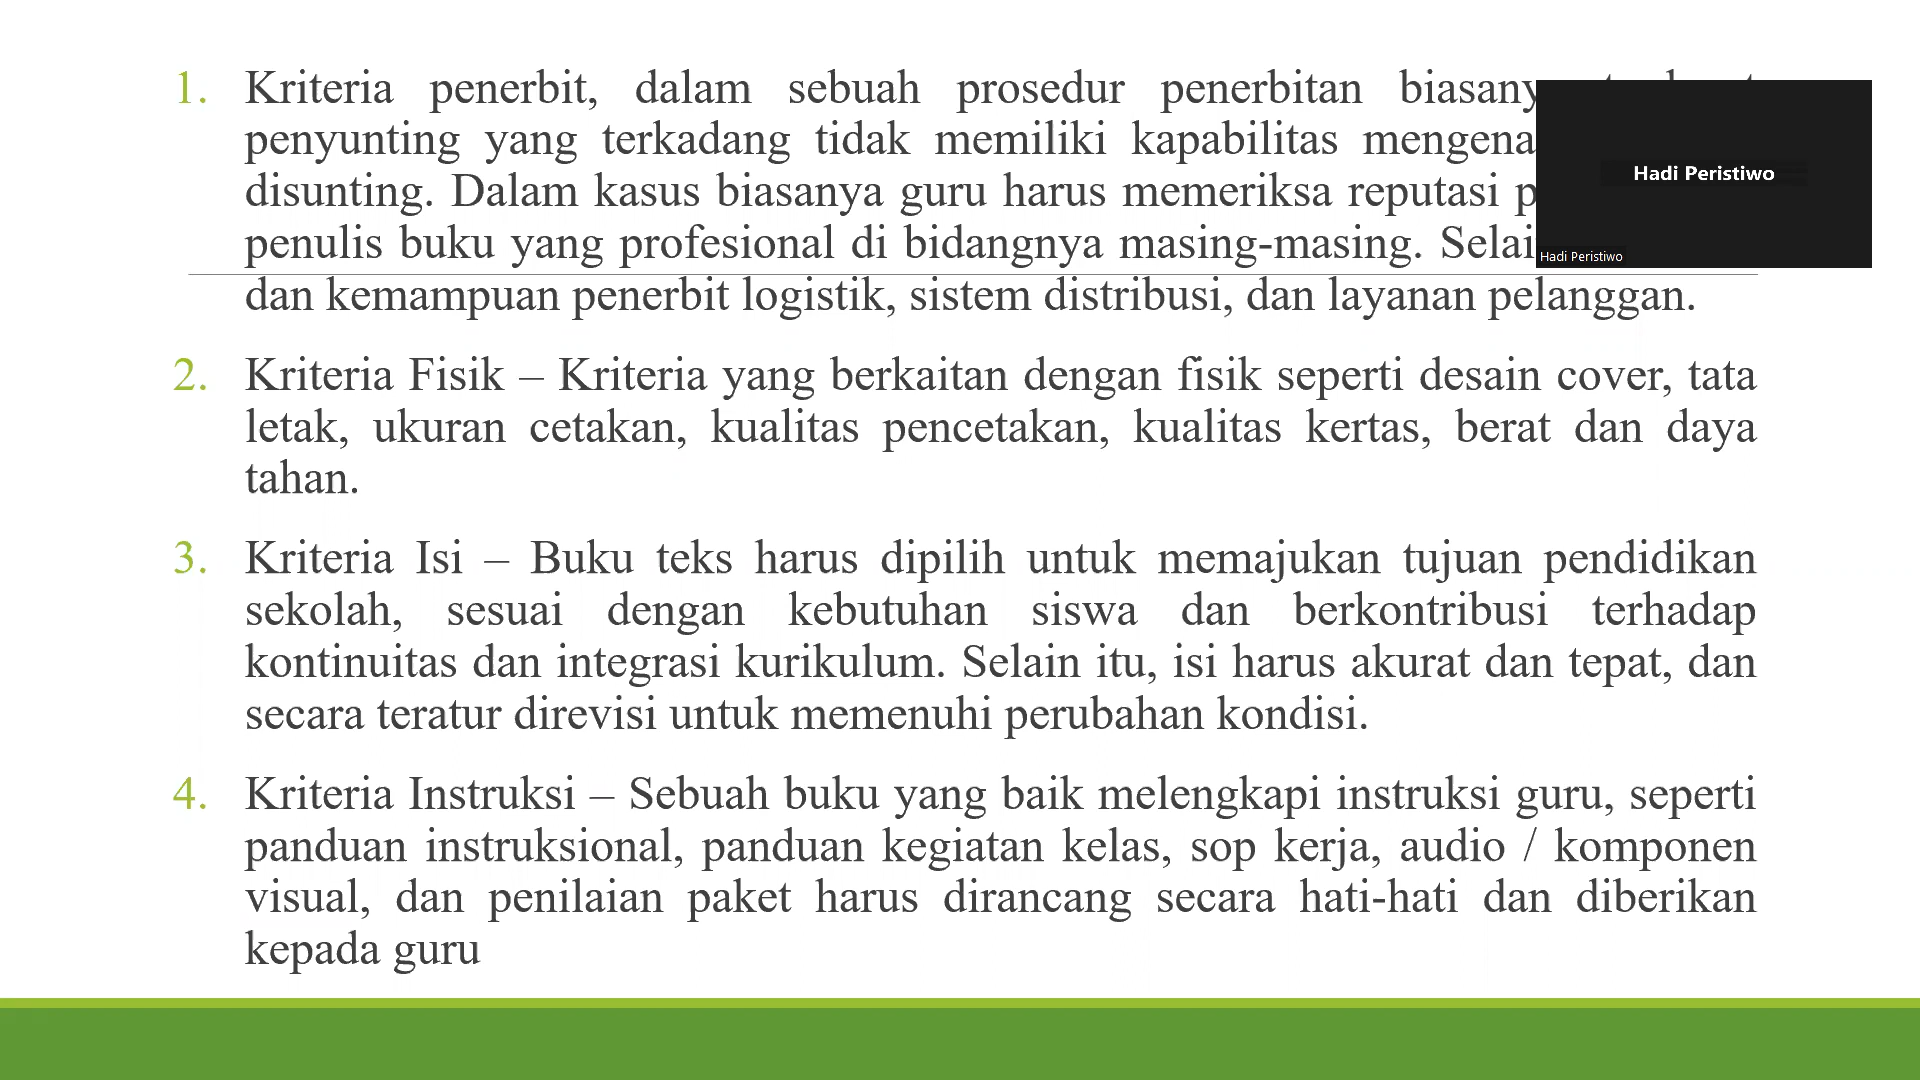 1. Kriteria penerbit, dalam sebuah prosedur penerbitan
penyunting yang terkadang tidak memiliki kapabilitas
disunting. Dalam kasus biasanya guru harus memeriksa reputasi
penulis buku yang profesional di bidangnya masing-masing.
dan kemampuan penerbit logistik, sistem distribusi, dan layanan pelanggan.
2. Kriteria Fisik – Kriteria yang berkaitan dengan fisik seperti desain cover, tata
letak, ukuran cetakan, kualitas pencetakan, kualitas kertas, berat dan daya
tahan.
3. Kriteria Isi – Buku teks harus dipilih untuk memajukan tujuan pendidikan
sekolah, sesuai dengan kebutuhan siswa dan berkontribusi terhadap
kontinuitas dan integrasi kurikulum. Selain itu, isi harus akurat dan tepat, dan
secara teratur direvisi untuk memenuhi perubahan kondisi.
4. Kriteria Instruksi – Sebuah buku yang baik melengkapi instruksi guru, seperti
panduan instruksional, panduan kegiatan kelas, sop kerja, audio / komponen
visual, dan penilaian paket harus dirancang secara hati-hati dan diberikan
kepada guru
Hadi Peristiwo
Hadi Peristiwo